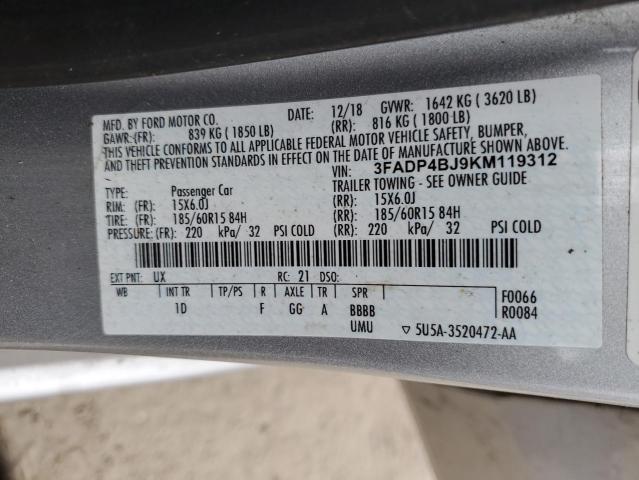 MFD. BY FORD MOTOR CO. DATE: 12/18 GVWR: 1642 KG ( 3620 LB)
GAWR: (FR): 839 KG ( 1850 LB) (RR): 816 KG ( 1800 LB)
THIS VEHICLE CONFORMS TO ALL APPLICABLE FEDERAL MOTOR VEHICLE SAFETY, BUMPER,
AND THEFT PREVENTION STANDARDS IN EFFECT ON THE DATE OF MANUFACTURE SHOWN ABOVE.
VIN: 3FADP4BJ9KM119312
TYPE: Passenger Car TRAILER TOWING - SEE OWNER GUIDE
RIM: (FR): 15X6.0J (RR): 15X6.0J
TIRE: (FR): 185/60R15 84H (RR): 185/60R15 84H
PRESSURE: (FR): 220 kPa/ 32 PSI COLD (RR): 220 kPa/ 32 PSI COLD
EXT PNT: UX RC: 21 DSO:
WB INT TR TP/PS R AXLE TR SPR F0066
1D F GG A BBBB R0084
UMU ▽ 5U5A-3520472-AA